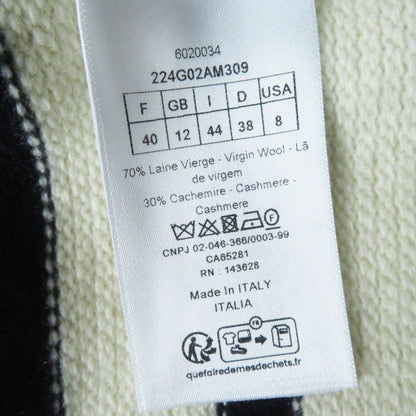 6020034
224G02AM309
F GB I D USA
40 12 44 38 8
70% Laine Vierge - Virgin Wool - Lã
de virgem
30% Cachemire - Cashmere -
Cashmere
F
CNPJ 02-046-366/0003-99
CA65281
RN : 143628
Made In ITALY
ITALIA
FR
quefairedemesdechets.fr